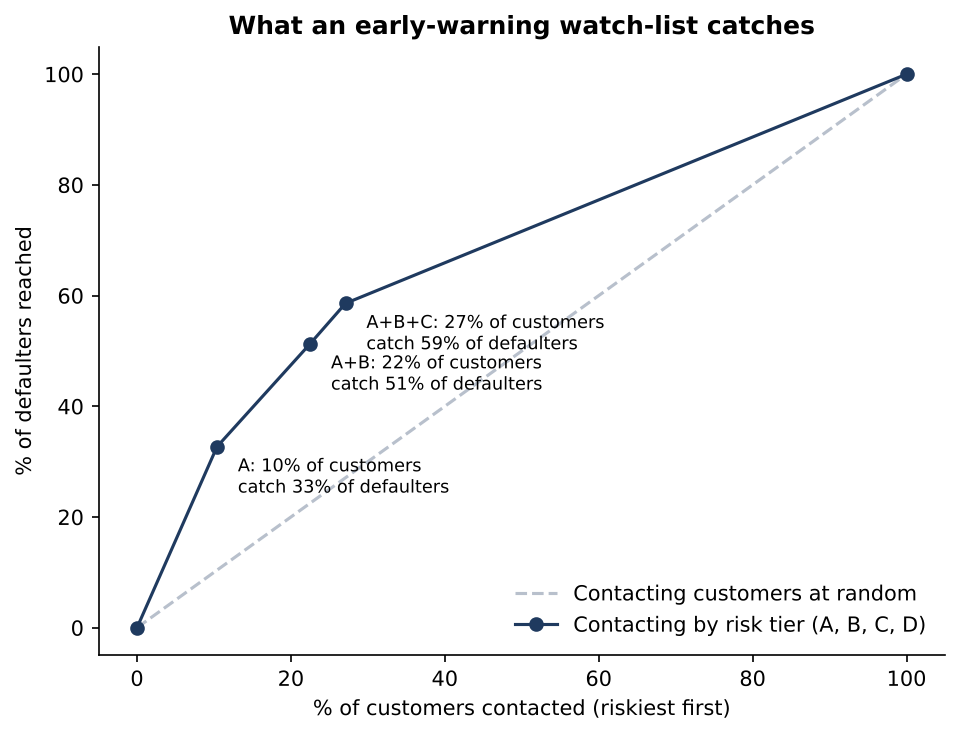 What an early-warning watch-list catches
% of defaulters reached
100
80
60
40
20
0
A+B+C: 27% of customers
catch 59% of defaulters
A+B: 22% of customers
catch 51% of defaulters
A: 10% of customers
catch 33% of defaulters
Contacting customers at random
Contacting by risk tier (A, B, C, D)
0 20 40 60 80 100
% of customers contacted (riskiest first)